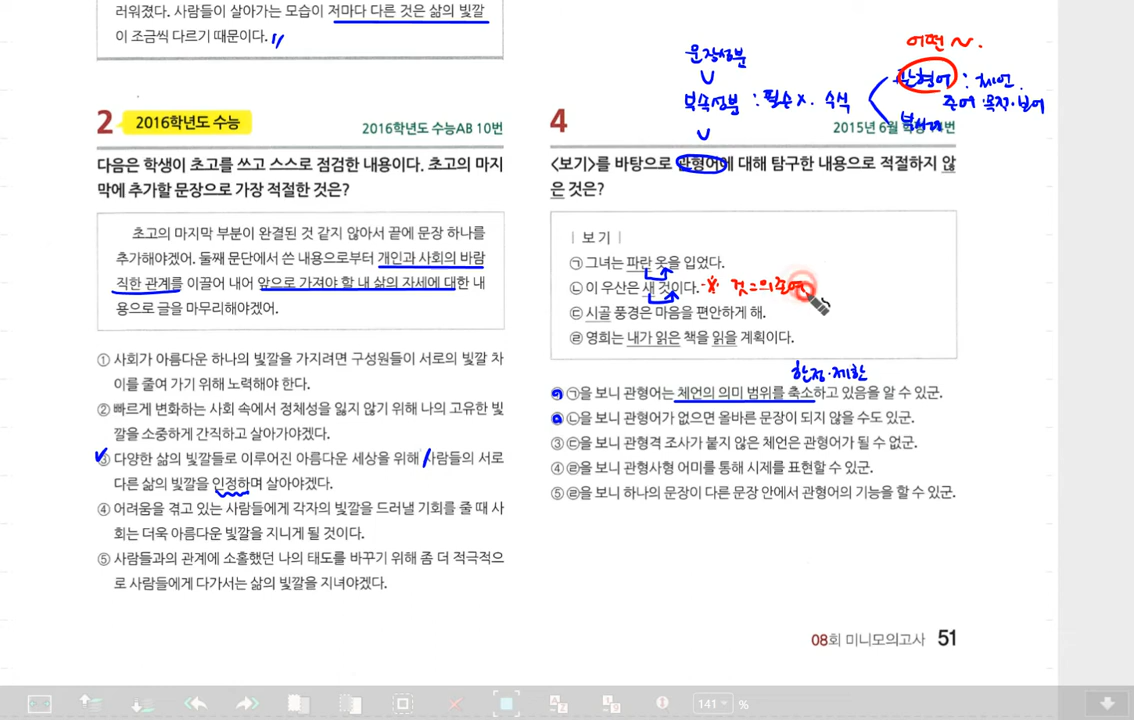 러워졌다. 사람들이 살아가는 모습이 저마다 다른 것은 삶의 빛깔
이 조금씩 다르기 때문이다.
2 2016학년도 수능
2016학년도 수능AB 10번
다음은 학생이 초고를 쓰고 스스로 점검한 내용이다. 초고의 마지
막에 추가할 문장으로 가장 적절한 것은?
초고의 마지막 부분이 완결된 것 같지 않아서 끝에 문장 하나를
추가해야겠어. 둘째 문단에서 쓴 내용으로부터 개인과 사회의 바람
직한 관계를 이끌어 내어 앞으로 가져야 할 내 삶의 자세에 대한 내
용으로 글을 마무리해야겠어.
① 사회가 아름다운 하나의 빛깔을 가지려면 구성원들이 서로의 빛깔 차
이를 줄여 가기 위해 노력해야 한다.
② 빠르게 변화하는 사회 속에서 정체성을 잃지 않기 위해 나의 고유한 빛
깔을 소중하게 간직하고 살아가야겠다.
③ 다양한 삶의 빛깔들로 이루어진 아름다운 세상을 위해 사람들의 서로
다른 삶의 빛깔을 인정하며 살아야겠다.
④ 어려움을 겪고 있는 사람들에게 각자의 빛깔을 드러낼 기회를 줄 때 사
회는 더욱 아름다운 빛깔을 지니게 될 것이다.
⑤ 사람들과의 관계에 소홀했던 나의 태도를 바꾸기 위해 좀 더 적극적으
로 사람들에게 다가서는 삶의 빛깔을 지녀야겠다.
어떤 ~.
문장성분
부속성분 : 필수 x. 수식
관형어 : 체언.
주어·목적·보어
4
2015년 6월
<보기>를 바탕으로 관형어에 대해 탐구한 내용으로 적절하지 않
은 것은?
| 보 기 |
㉠ 그녀는 파란 옷을 입었다.
㉡ 이 우산은 새 것이다.
* 것=의존명
㉢ 시골 풍경은 마음을 편안하게 해.
㉣ 영희는 내가 읽은 책을 읽을 계획이다.
한정·제한
㉠을 보니 관형어는 체언의 의미 범위를 축소하고 있음을 알 수 있군.
㉡을 보니 관형어가 없으면 올바른 문장이 되지 않을 수도 있군.
③ ㉢을 보니 관형격 조사가 붙지 않은 체언은 관형어가 될 수 없군.
④ ㉣을 보니 관형사형 어미를 통해 시제를 표현할 수 있군.
⑤ ㉣을 보니 하나의 문장이 다른 문장 안에서 관형어의 기능을 할 수 있군.
08회 미니모의고사 51
141 %